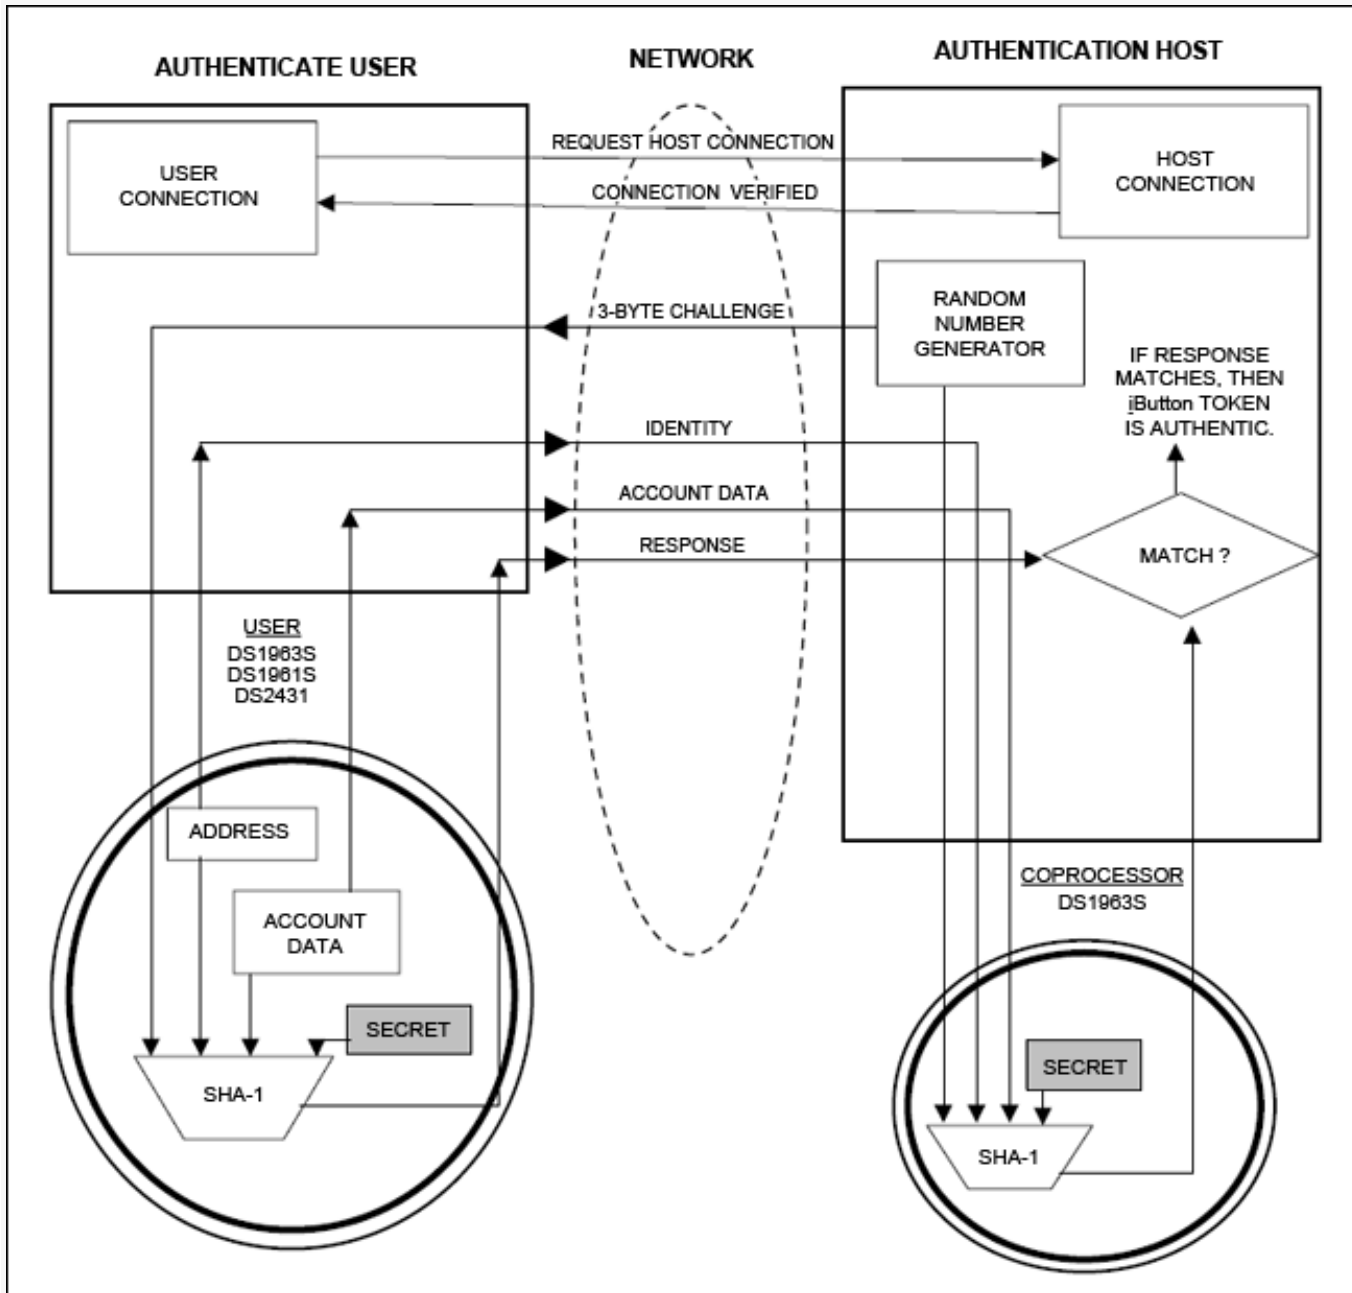 AUTHENTICATE USER
NETWORK
AUTHENTICATION HOST
REQUEST HOST CONNECTION
USER
CONNECTION
HOST
CONNECTION
CONNECTION VERIFIED
3-BYTE CHALLENGE
RANDOM
NUMBER
GENERATOR
IF RESPONSE
MATCHES, THEN
iButton TOKEN
IS AUTHENTIC.
IDENTITY
ACCOUNT DATA
RESPONSE
MATCH ?
USER
DS1963S
DS1961S
DS2431
ADDRESS
ACCOUNT
DATA
SECRET
SHA-1
COPROCESSOR
DS1963S
SECRET
SHA-1